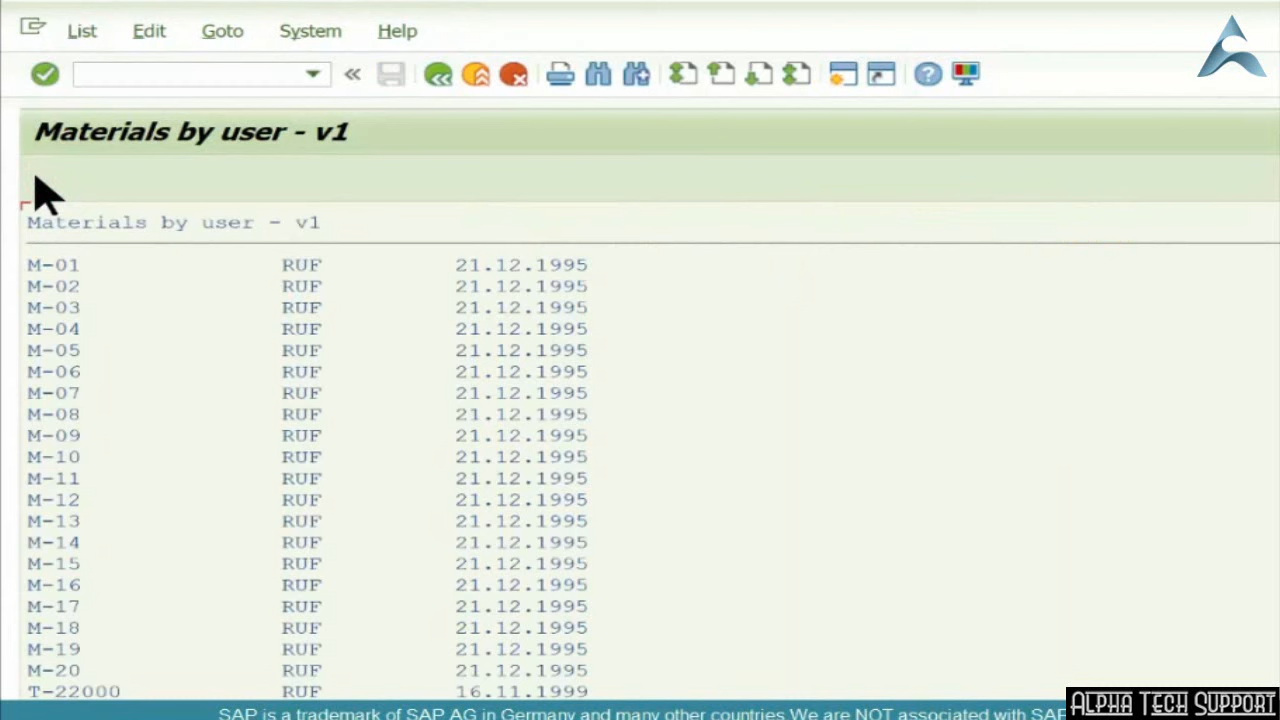 List Edit Goto System Help
Materials by user - v1
Materials by user - v1
M-01 RUF 21.12.1995
M-02 RUF 21.12.1995
M-03 RUF 21.12.1995
M-04 RUF 21.12.1995
M-05 RUF 21.12.1995
M-06 RUF 21.12.1995
M-07 RUF 21.12.1995
M-08 RUF 21.12.1995
M-09 RUF 21.12.1995
M-10 RUF 21.12.1995
M-11 RUF 21.12.1995
M-12 RUF 21.12.1995
M-13 RUF 21.12.1995
M-14 RUF 21.12.1995
M-15 RUF 21.12.1995
M-16 RUF 21.12.1995
M-17 RUF 21.12.1995
M-18 RUF 21.12.1995
M-19 RUF 21.12.1995
M-20 RUF 21.12.1995
T-22000 RUF 16.11.1999
SAP is a trademark of SAP AG in Germany and many other countries We are NOT associated with SAP
Alpha Tech Support